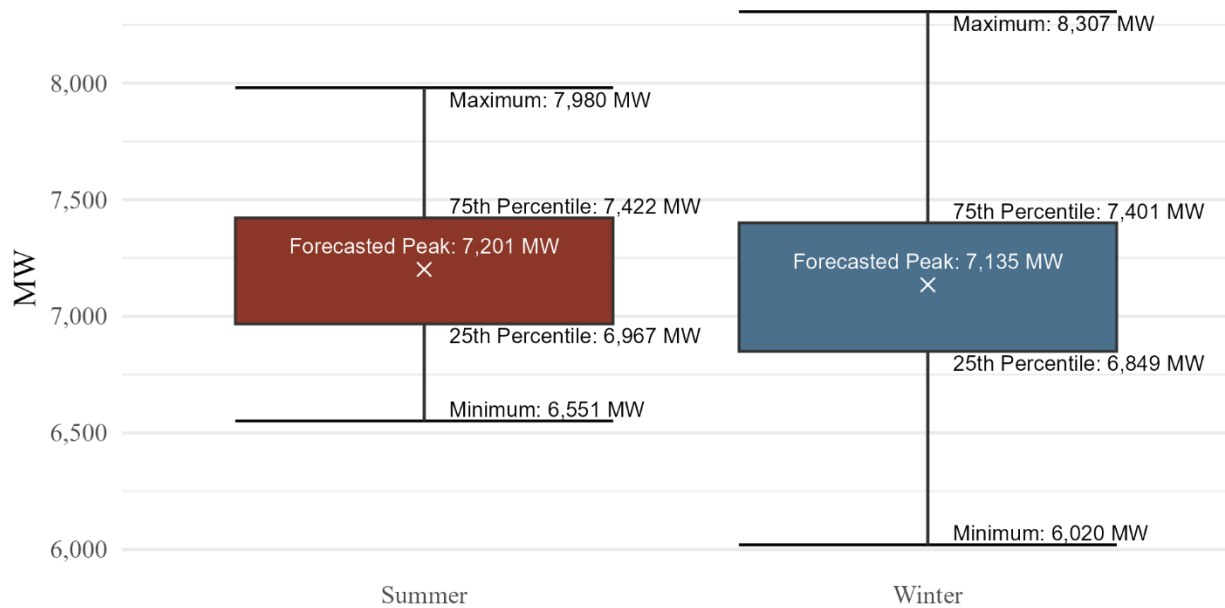 Maximum: 8,307 MW
8,000
Maximum: 7,980 MW
7,500
75th Percentile: 7,422 MW
75th Percentile: 7,401 MW
Forecasted Peak: 7,201 MW
Forecasted Peak: 7,135 MW
MW
7,000
25th Percentile: 6,967 MW
25th Percentile: 6,849 MW
Minimum: 6,551 MW
6,500
Minimum: 6,020 MW
6,000
Summer
Winter